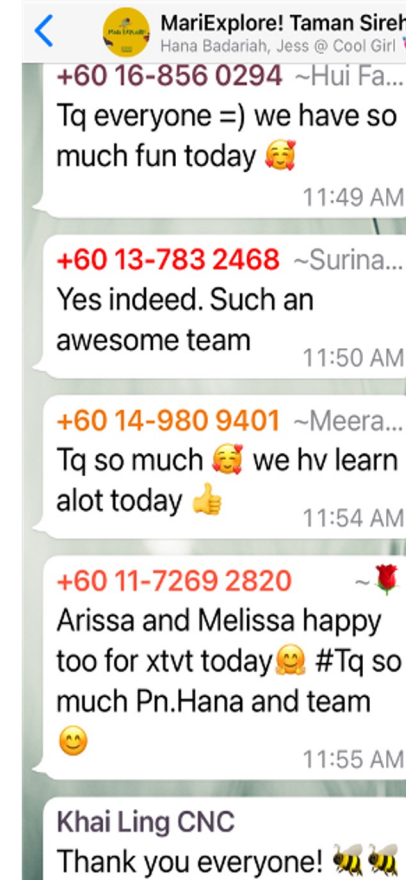 MariExplore! Taman Sireh
Hana Badariah, Jess @ Cool Girl
+60 16-856 0294 ~Hui Fa...
Tq everyone =) we have so
much fun today 🥰
11:49 AM
+60 13-783 2468 ~Surina...
Yes indeed. Such an
awesome team
11:50 AM
+60 14-980 9401 ~Meera...
Tq so much 🥰 we hv learn
alot today 👍
11:54 AM
+60 11-7269 2820 ~🌹
Arissa and Melissa happy
too for xtvt today🤗 #Tq so
much Pn.Hana and team
😊
11:55 AM
Khai Ling CNC
Thank you everyone! 🐝🐝